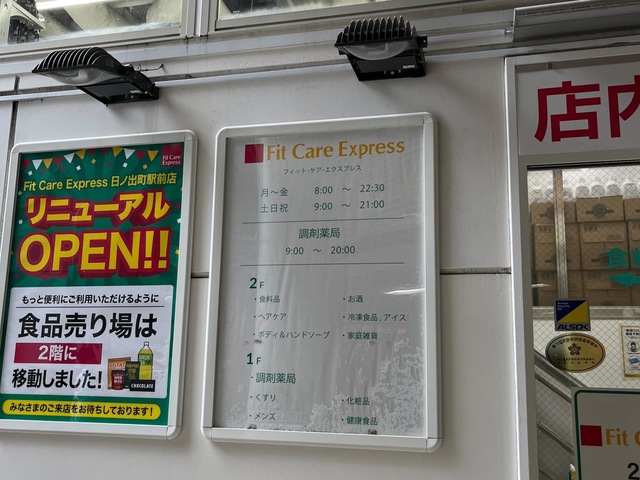 Fit Care Express
Fit Care Express 日ノ出町駅前店
リニューアル
OPEN!!
もっと便利にご利用いただけるように
食品売り場は
2階に
移動しました!
CHOCOLATE
みなさまのご来店をお待ちしております!
Fit Care Express
フィット・ケア・エクスプレス
月~金 8:00 ~ 22:30
土日祝 9:00 ~ 21:00
調剤薬局
9:00 ~ 20:00
2F
・食料品 ・お酒
・ヘアケア ・冷凍食品,アイス
・ボディ&ハンドソープ ・家庭雑貨
1F
・調剤薬局
・くすり ・化粧品
・メンズ ・健康食品
店内
食料
ALSOK
Fit C
2